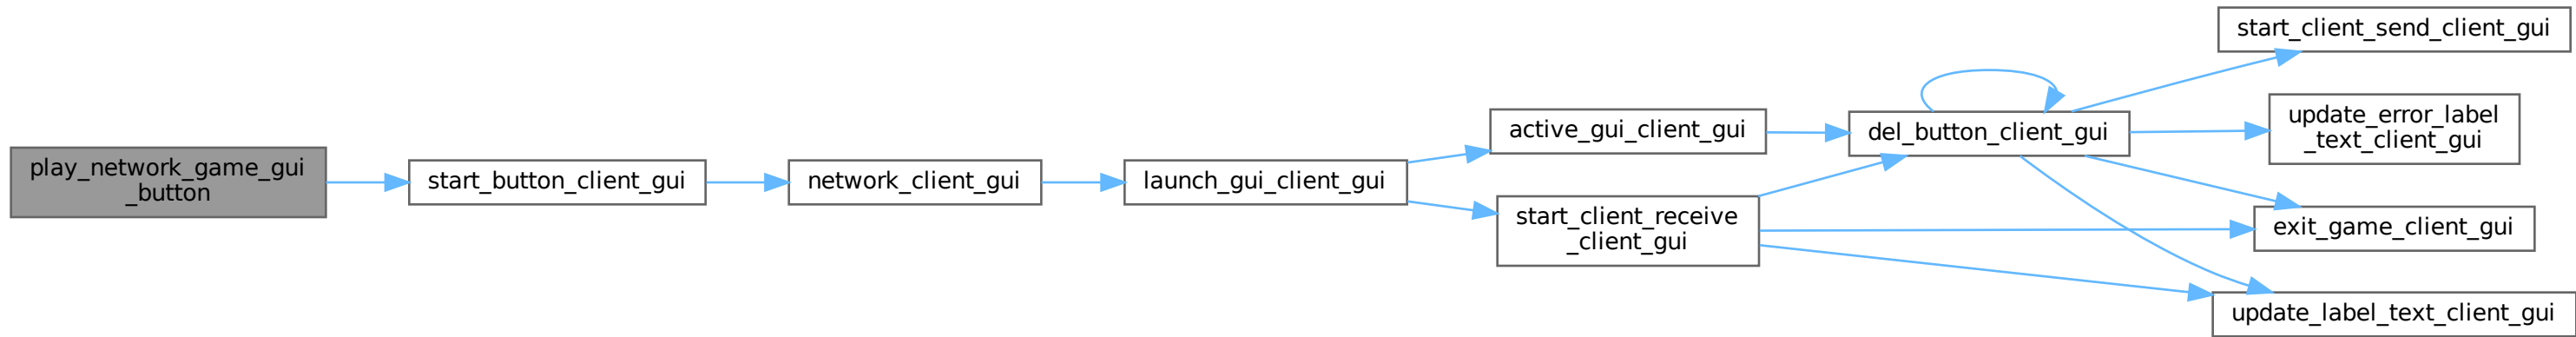 play_network_game_gui
_button
start_button_client_gui
network_client_gui
launch_gui_client_gui
active_gui_client_gui
start_client_receive
_client_gui
del_button_client_gui
start_client_send_client_gui
update_error_label
_text_client_gui
exit_game_client_gui
update_label_text_client_gui